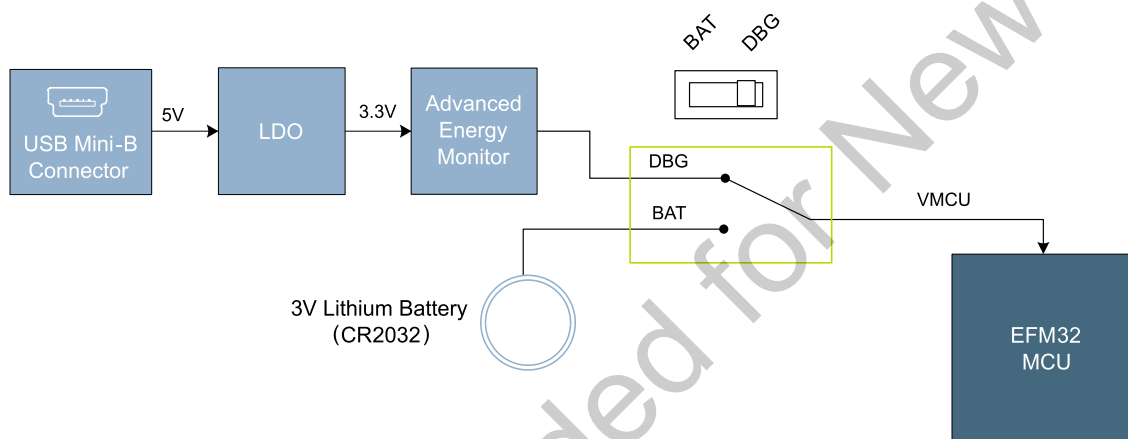 BAT DBG
USB Mini-B
Connector
5V
LDO
3.3V
Advanced
Energy
Monitor
DBG
BAT
VMCU
3V Lithium Battery
(CR2032)
EFM32
MCU
ded for New